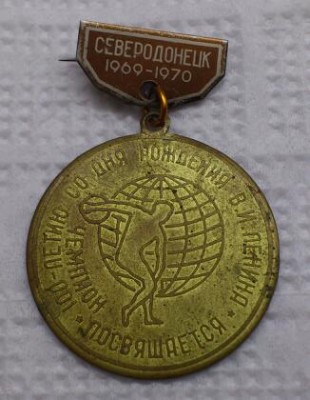 СЕВЕРОДОНЕЦК
1969-1970
100-ЛЕТИЮ СО ДНЯ РОЖДЕНИЯ В.И.ЛЕНИНА
ПОСВЯЩАЕТСЯ
ЧЕМПИОН